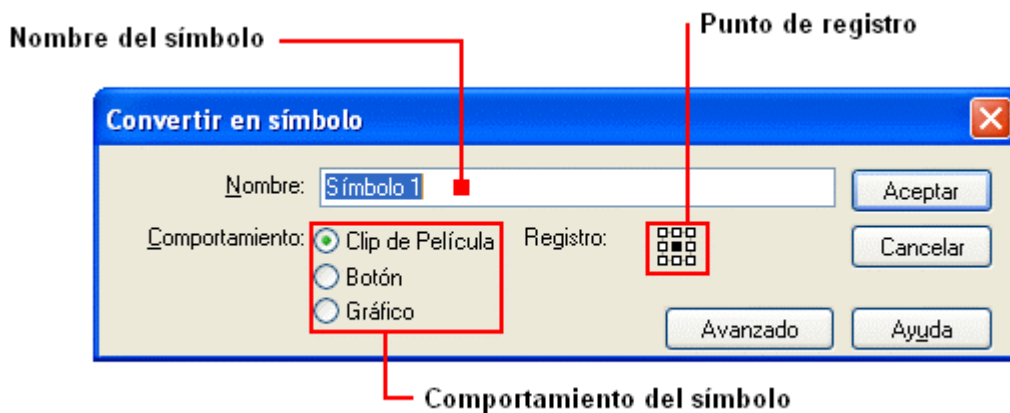 Nombre del símbolo
Punto de registro
Convertir en símbolo
Nombre: Símbolo 1
Aceptar
Comportamiento: Clip de Película
Registro:
Cancelar
Botón
Gráfico
Avanzado
Ayuda
Comportamiento del símbolo